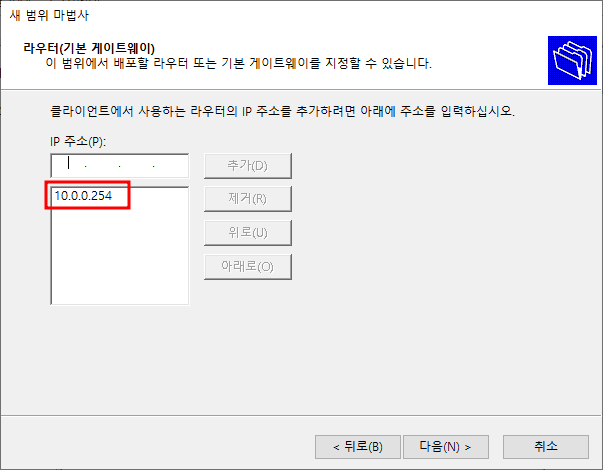 새 범위 마법사
라우터(기본 게이트웨이)
이 범위에서 배포할 라우터 또는 기본 게이트웨이를 지정할 수 있습니다.
클라이언트에서 사용하는 라우터의 IP 주소를 추가하려면 아래에 주소를 입력하십시오.
IP 주소(P):
. . .
추가(D)
10.0.0.254
제거(R)
위로(U)
아래로(O)
< 뒤로(B)
다음(N) >
취소